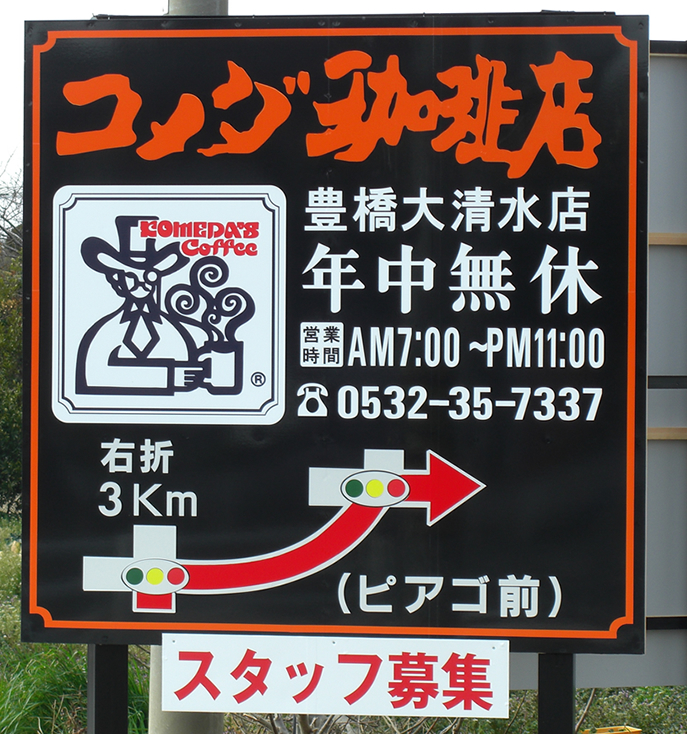 コメダ珈琲店
KOMEDA'S
Coffee
®
豊橋大清水店
年中無休
営業時間 AM7:00～PM11:00
☎ 0532-35-7337
右折
3Km
(ピアゴ前)
スタッフ募集